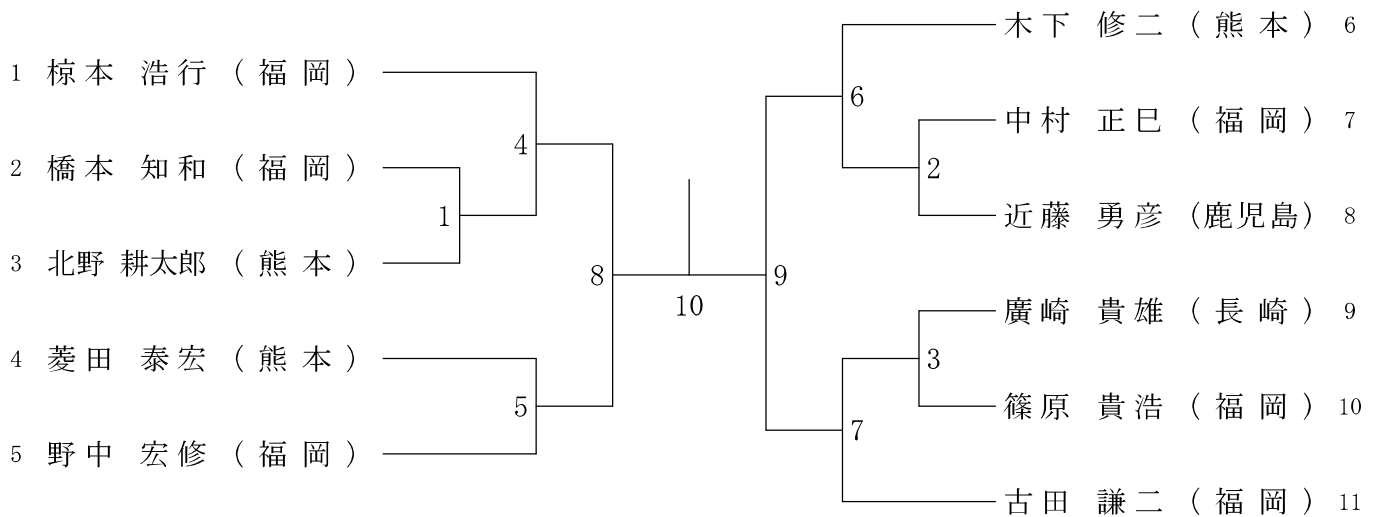 1 椋本 浩行 (福 岡)
2 橋本 知和 (福 岡)
3 北野 耕太郎 (熊 本)
4 菱田 泰宏 (熊 本)
5 野中 宏修 (福 岡)
4
1
8
5
10
木下 修二 (熊 本) 6
中村 正巳 (福 岡) 7
近藤 勇彦 (鹿児島) 8
廣崎 貴雄 (長 崎) 9
篠原 貴浩 (福 岡) 10
古田 謙二 (福 岡) 11
6
2
9
3
7